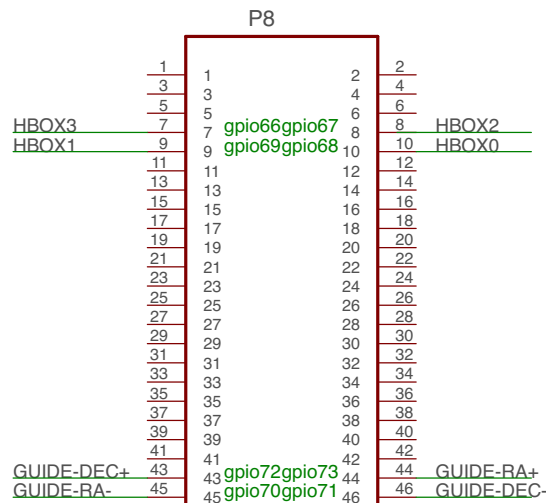 P8
1 1 2 2
3 3 4 4
5 5 6 6
HBOX3 7 7 gpio66gpio67 8 8 HBOX2
HBOX1 9 9 gpio69gpio68 10 10 HBOX0
11 11 12 12
13 13 14 14
15 15 16 16
17 17 18 18
19 19 20 20
21 21 22 22
23 23 24 24
25 25 26 26
27 27 28 28
29 29 30 30
31 31 32 32
33 33 34 34
35 35 36 36
37 37 38 38
39 39 40 40
41 41 42 42
GUIDE-DEC+ 43 43 gpio72gpio73 44 44 GUIDE-RA+
GUIDE-RA- 45 45 gpio70gpio71 46 46 GUIDE-DEC-